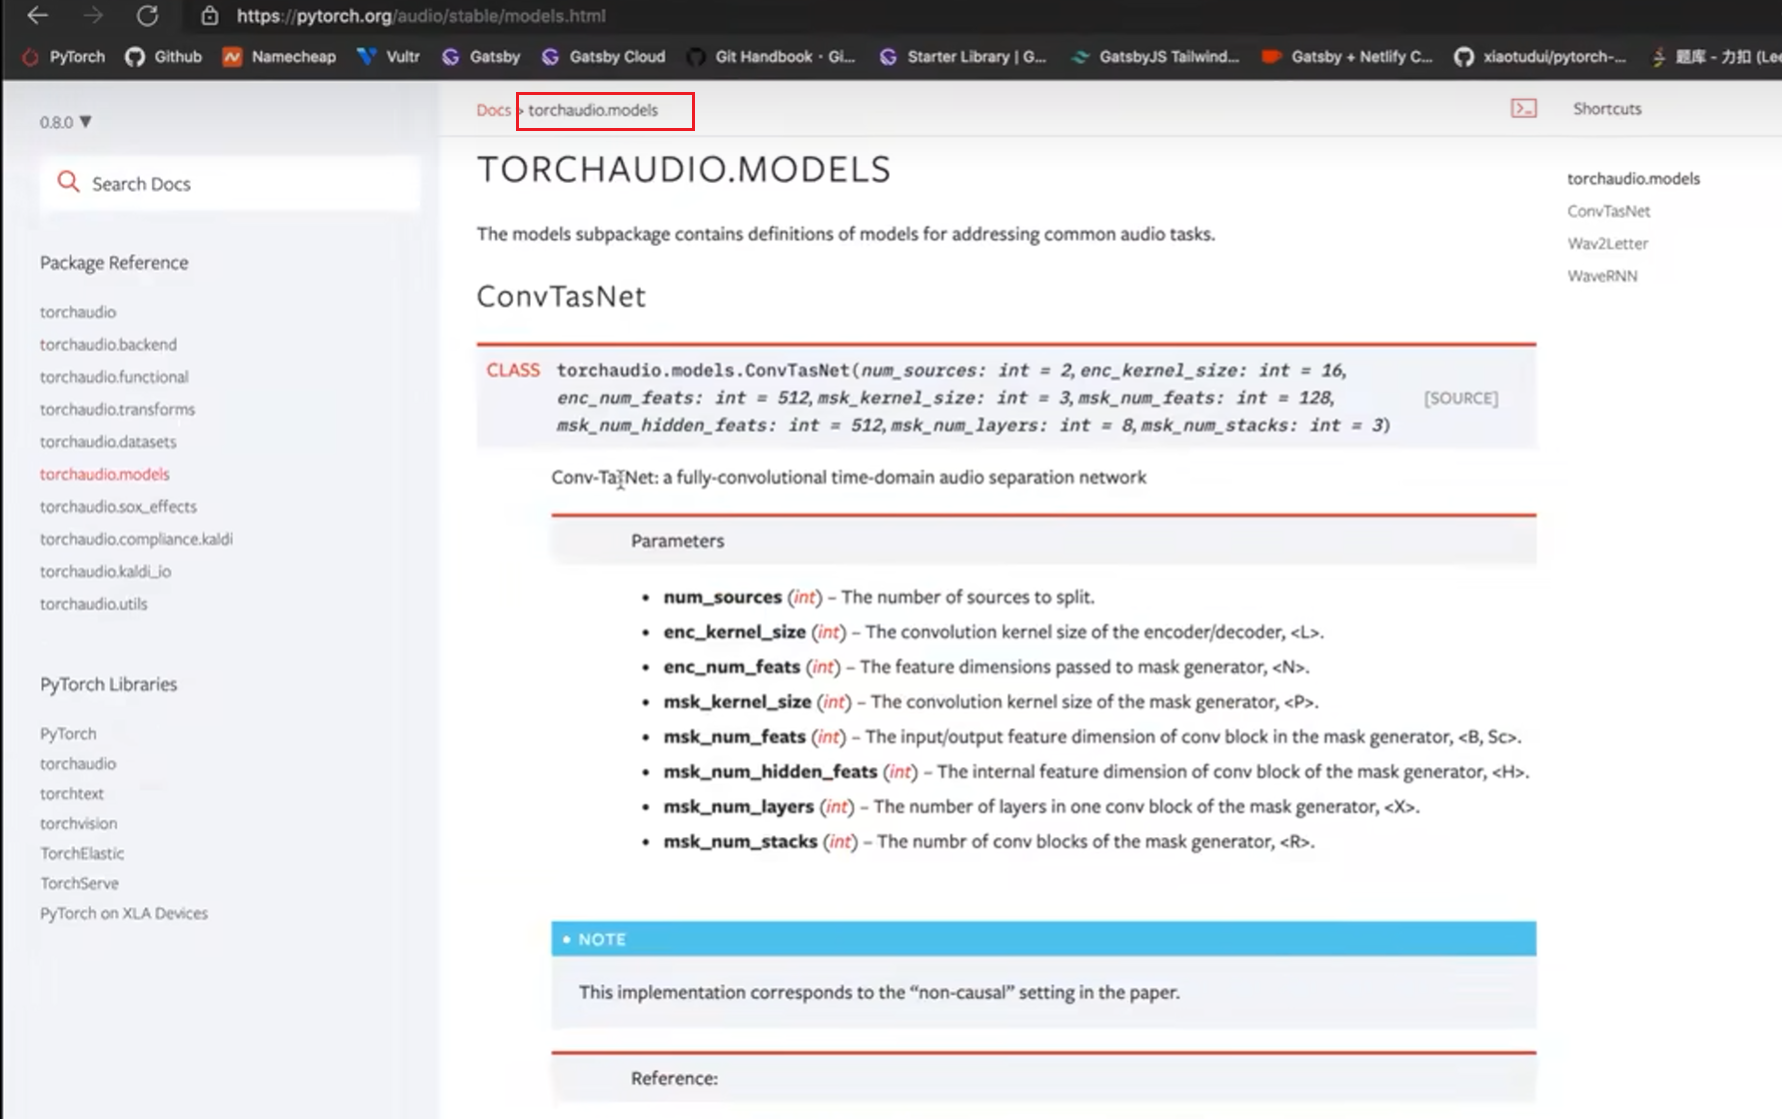 https://pytorch.org/audio/stable/models.html
PyTorch Github Namecheap Vultr Gatsby Gatsby Cloud Git Handbook · Gi... Starter Library | G... GatsbyJS Tailwind... Gatsby + Netlify C... xiaotudui/pytorch-... 题库 - 力扣 (Lee
0.8.0 ▼
Search Docs
Package Reference
torchaudio
torchaudio.backend
torchaudio.functional
torchaudio.transforms
torchaudio.datasets
torchaudio.models
torchaudio.sox_effects
torchaudio.compliance.kaldi
torchaudio.kaldi_io
torchaudio.utils
PyTorch Libraries
PyTorch
torchaudio
torchtext
torchvision
TorchElastic
TorchServe
PyTorch on XLA Devices
Docs > torchaudio.models
TORCHAUDIO.MODELS
The models subpackage contains definitions of models for addressing common audio tasks.
ConvTasNet
CLASS torchaudio.models.ConvTasNet(num_sources: int = 2, enc_kernel_size: int = 16,
enc_num_feats: int = 512, msk_kernel_size: int = 3, msk_num_feats: int = 128,
msk_num_hidden_feats: int = 512, msk_num_layers: int = 8, msk_num_stacks: int = 3)
[SOURCE]
Conv-TasNet: a fully-convolutional time-domain audio separation network
Parameters
• num_sources (int) – The number of sources to split.
• enc_kernel_size (int) – The convolution kernel size of the encoder/decoder, <L>.
• enc_num_feats (int) – The feature dimensions passed to mask generator, <N>.
• msk_kernel_size (int) – The convolution kernel size of the mask generator, <P>.
• msk_num_feats (int) – The input/output feature dimension of conv block in the mask generator, <B, Sc>.
• msk_num_hidden_feats (int) – The internal feature dimension of conv block of the mask generator, <H>.
• msk_num_layers (int) – The number of layers in one conv block of the mask generator, <X>.
• msk_num_stacks (int) – The numbr of conv blocks of the mask generator, <R>.
• NOTE
This implementation corresponds to the “non-causal” setting in the paper.
Reference:
Shortcuts
torchaudio.models
ConvTasNet
Wav2Letter
WaveRNN